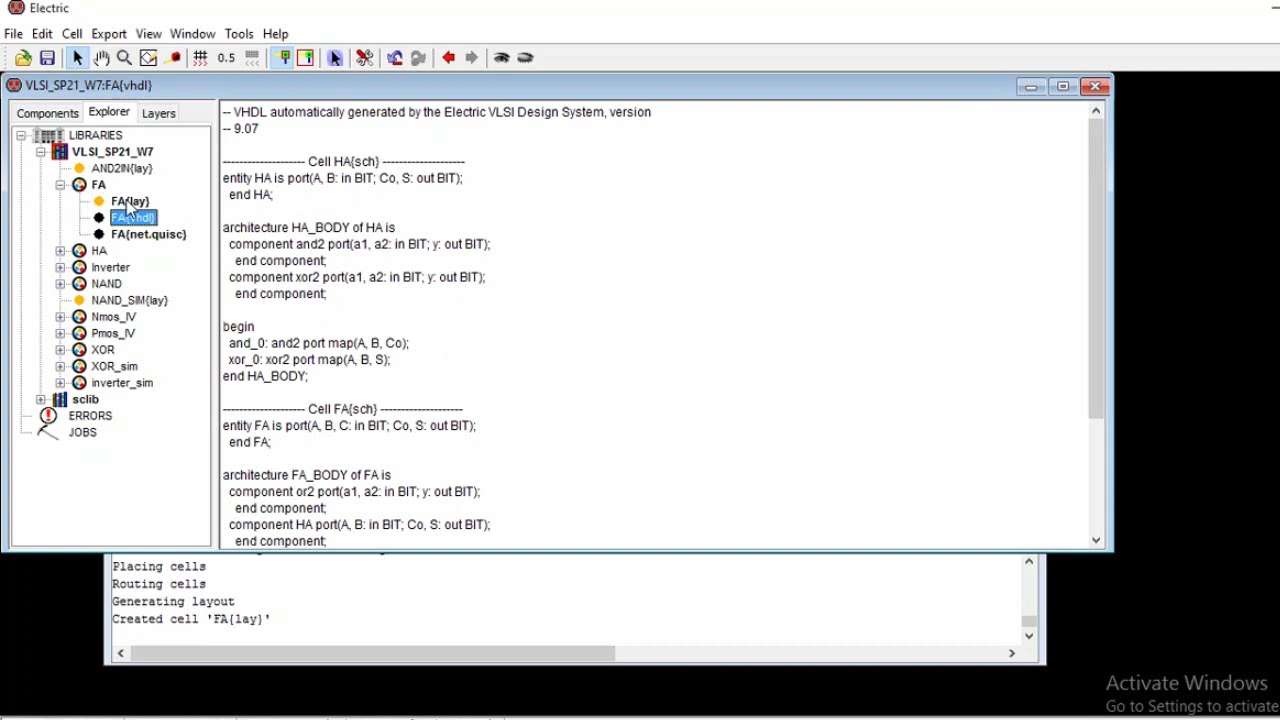 Electric
File Edit Cell Export View Window Tools Help
0.5
VLSI_SP21_W7:FA{vhdl}
Components Explorer Layers
LIBRARIES
VLSI_SP21_W7
AND2IN{lay}
FA
FA{lay}
FA{vhdl}
FA{net.quisc}
HA
Inverter
NAND
NAND_SIM{lay}
Nmos_IV
Pmos_IV
XOR
XOR_sim
inverter_sim
sclib
ERRORS
JOBS
-- VHDL automatically generated by the Electric VLSI Design System, version
-- 9.07
-------------------- Cell HA{sch} --------------------
entity HA is port(A, B: in BIT; Co, S: out BIT);
end HA;
architecture HA_BODY of HA is
component and2 port(a1, a2: in BIT; y: out BIT);
end component;
component xor2 port(a1, a2: in BIT; y: out BIT);
end component;
begin
and_0: and2 port map(A, B, Co);
xor_0: xor2 port map(A, B, S);
end HA_BODY;
-------------------- Cell FA{sch} --------------------
entity FA is port(A, B, C: in BIT; Co, S: out BIT);
end FA;
architecture FA_BODY of FA is
component or2 port(a1, a2: in BIT; y: out BIT);
end component;
component HA port(A, B: in BIT; Co, S: out BIT);
end component;
Placing cells
Routing cells
Generating layout
Created cell 'FA{lay}'
Activate Windows
Go to Settings to activate